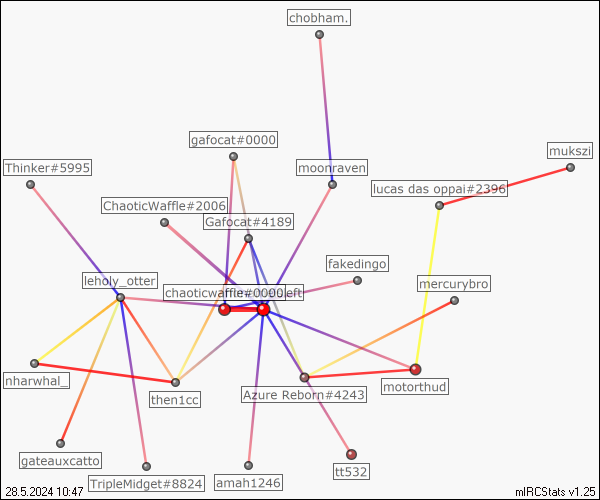 chobham.
gafocat#0000
mukszi
Thinker#5995
moonraven
lucas das oppai#2396
ChaoticWaffle#2006
Gafocat#4189
fakedingo
leholy_otter
mercurybro
chaoticwaffle#0000
left
nharwhal_
motorthud
Azure Reborn#4243
then1cc
gateauxcatto
tt532
TripleMidget#8824
amah1246
28.5.2024 10:47
mIRCStats v1.25